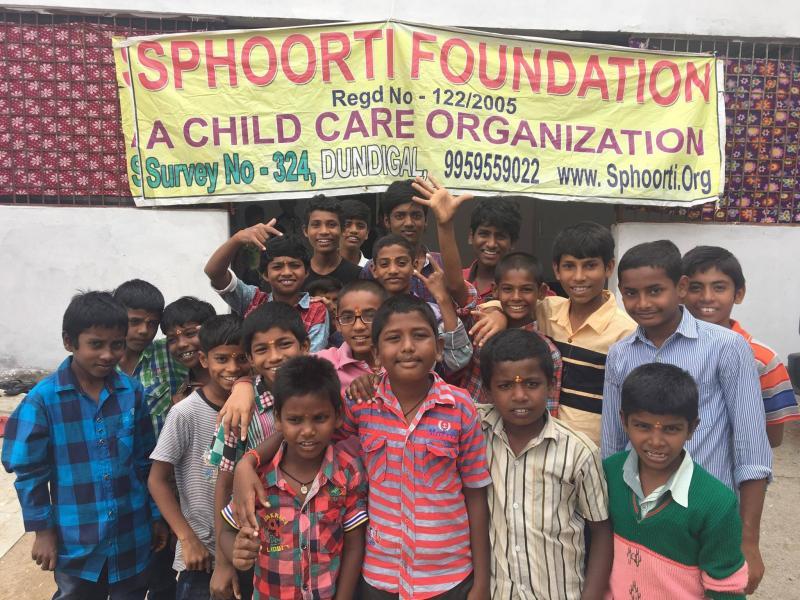 SPHOORTI FOUNDATION
Regd No - 122/2005
A CHILD CARE ORGANIZATION
Survey No - 324, DUNDIGAL, 9959559022 www. Sphoorti.Org